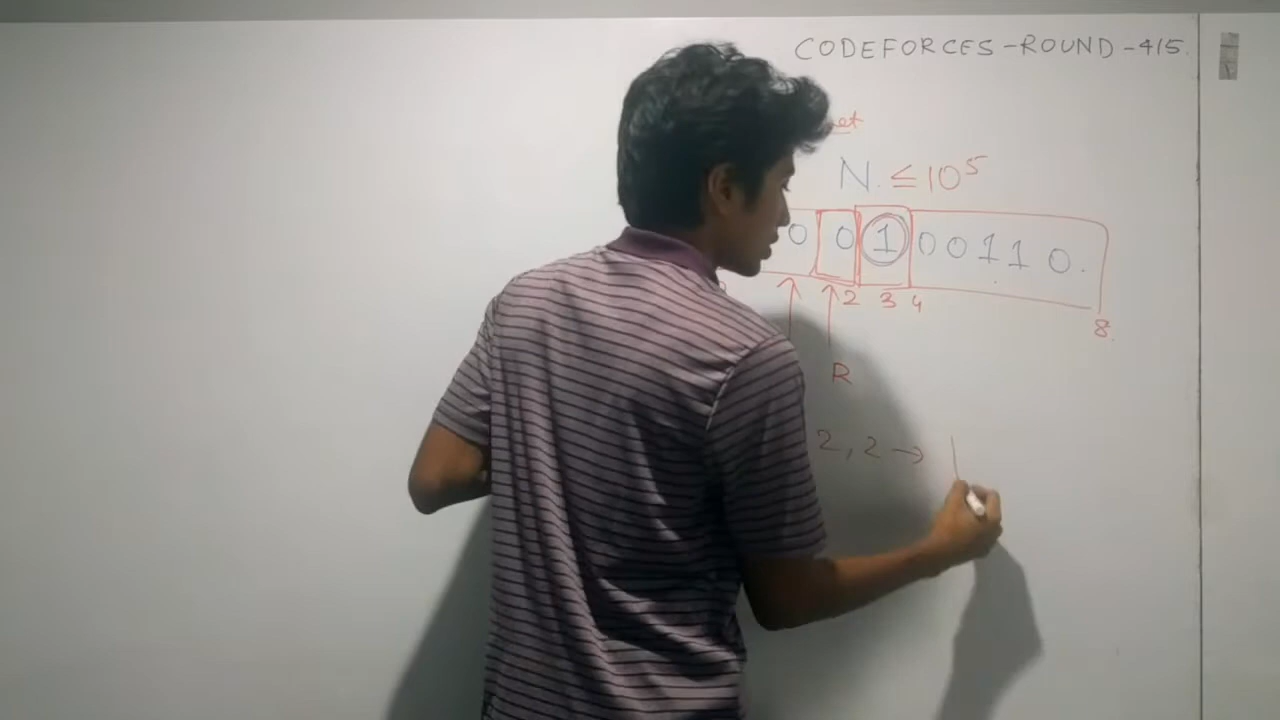 CODEFORCES-ROUND-415.
N. ≤ 10⁵
0 0 1 0 0 1 1 0.
2 3 4
8.
R
2, 2 →